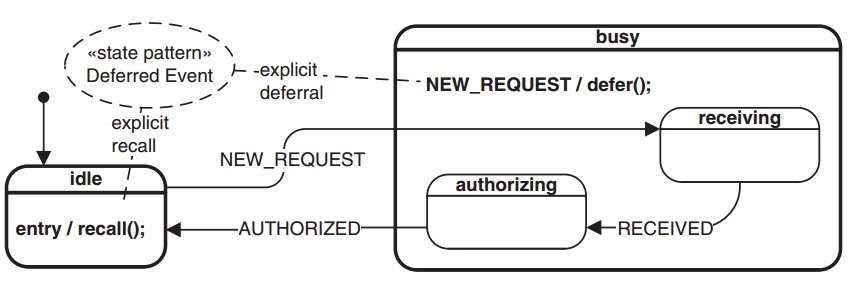 busy
«state pattern»
Deferred Event
explicit
deferral
NEW_REQUEST / defer();
explicit
recall
receiving
NEW_REQUEST
idle
authorizing
entry / recall();
AUTHORIZED
RECEIVED